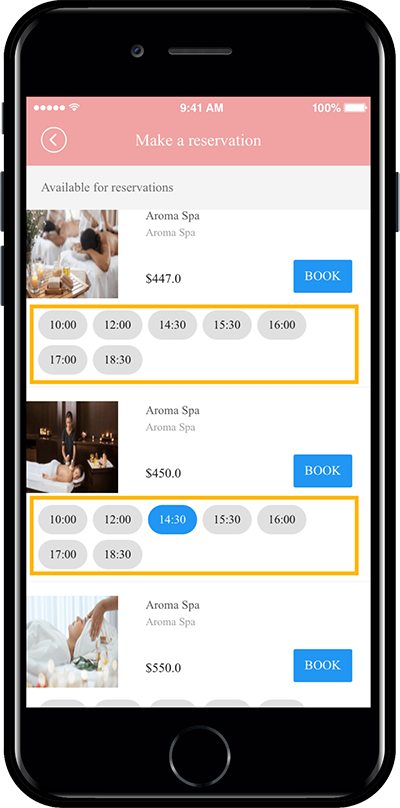 9:41 AM 100%
Make a reservation
Available for reservations
Aroma Spa
Aroma Spa
$447.0 BOOK
10:00 12:00 14:30 15:30 16:00
17:00 18:30
Aroma Spa
Aroma Spa
$450.0 BOOK
10:00 12:00 14:30 15:30 16:00
17:00 18:30
Aroma Spa
Aroma Spa
$550.0 BOOK